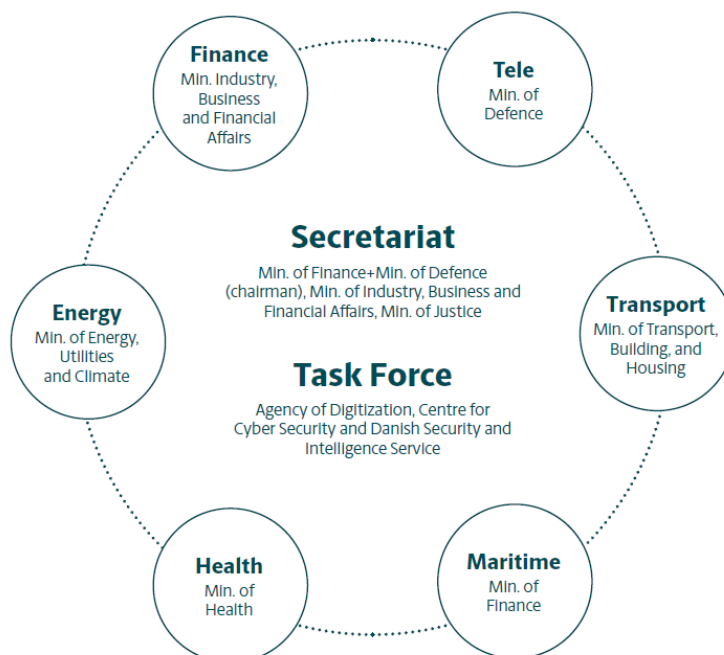 Finance
Min. Industry,
Business
and Financial
Affairs
Tele
Min. of
Defence
Secretariat
Min. of Finance+Min. of Defence
(chairman), Min. of Industry, Business and
Financial Affairs, Min. of Justice
Energy
Min. of Energy,
Utilities
and Climate
Transport
Min. of Transport,
Building, and
Housing
Task Force
Agency of Digitization, Centre for
Cyber Security and Danish Security and
Intelligence Service
Health
Min. of
Health
Maritime
Min. of
Finance